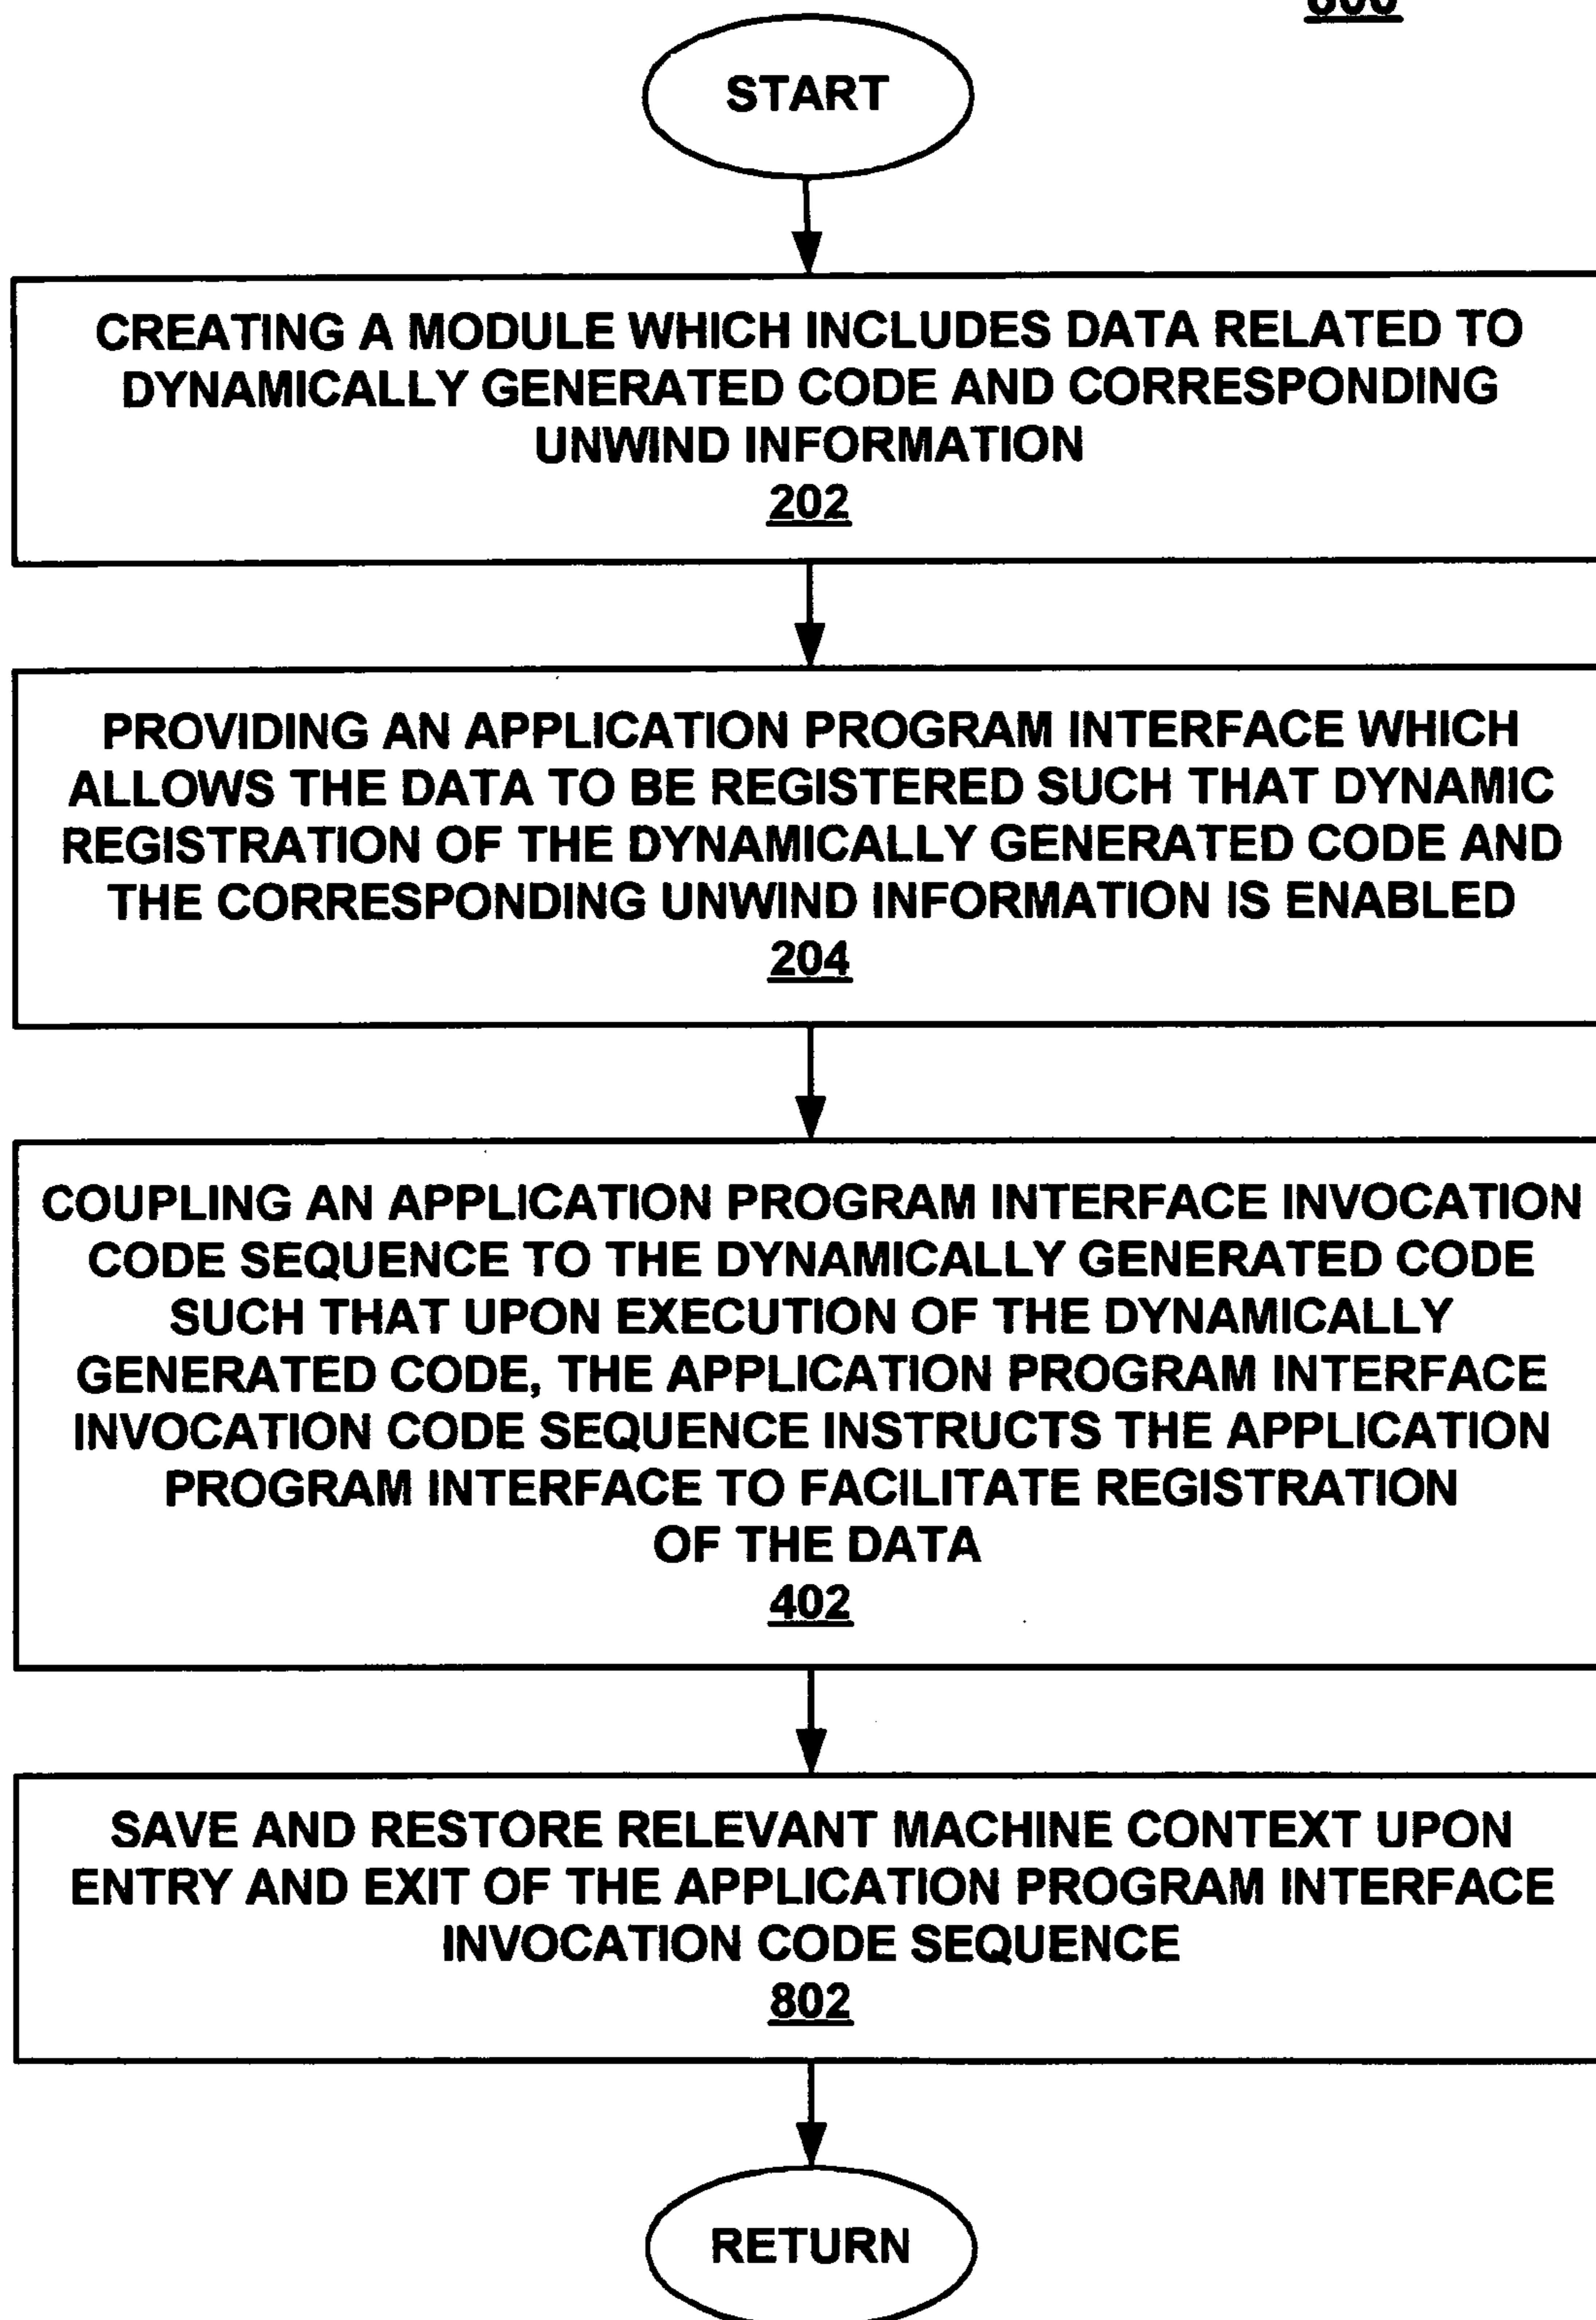 800
START
CREATING A MODULE WHICH INCLUDES DATA RELATED TO
DYNAMICALLY GENERATED CODE AND CORRESPONDING
UNWIND INFORMATION
202
PROVIDING AN APPLICATION PROGRAM INTERFACE WHICH
ALLOWS THE DATA TO BE REGISTERED SUCH THAT DYNAMIC
REGISTRATION OF THE DYNAMICALLY GENERATED CODE AND
THE CORRESPONDING UNWIND INFORMATION IS ENABLED
204
COUPLING AN APPLICATION PROGRAM INTERFACE INVOCATION
CODE SEQUENCE TO THE DYNAMICALLY GENERATED CODE
SUCH THAT UPON EXECUTION OF THE DYNAMICALLY
GENERATED CODE, THE APPLICATION PROGRAM INTERFACE
INVOCATION CODE SEQUENCE INSTRUCTS THE APPLICATION
PROGRAM INTERFACE TO FACILITATE REGISTRATION
OF THE DATA
402
SAVE AND RESTORE RELEVANT MACHINE CONTEXT UPON
ENTRY AND EXIT OF THE APPLICATION PROGRAM INTERFACE
INVOCATION CODE SEQUENCE
802
RETURN